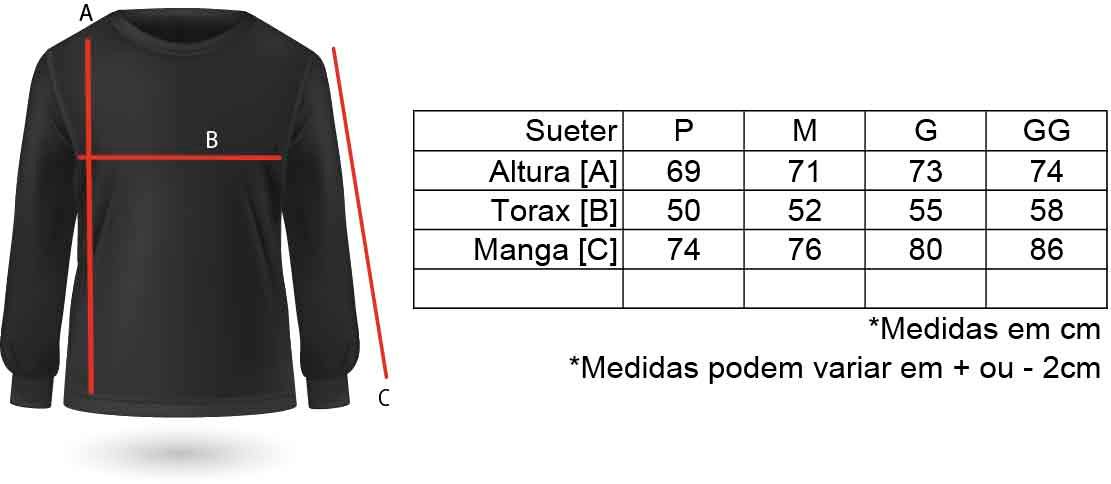 A
B
C
Sueter P M G GG
Altura [A] 69 71 73 74
Torax [B] 50 52 55 58
Manga [C] 74 76 80 86
*Medidas em cm
*Medidas podem variar em + ou - 2cm